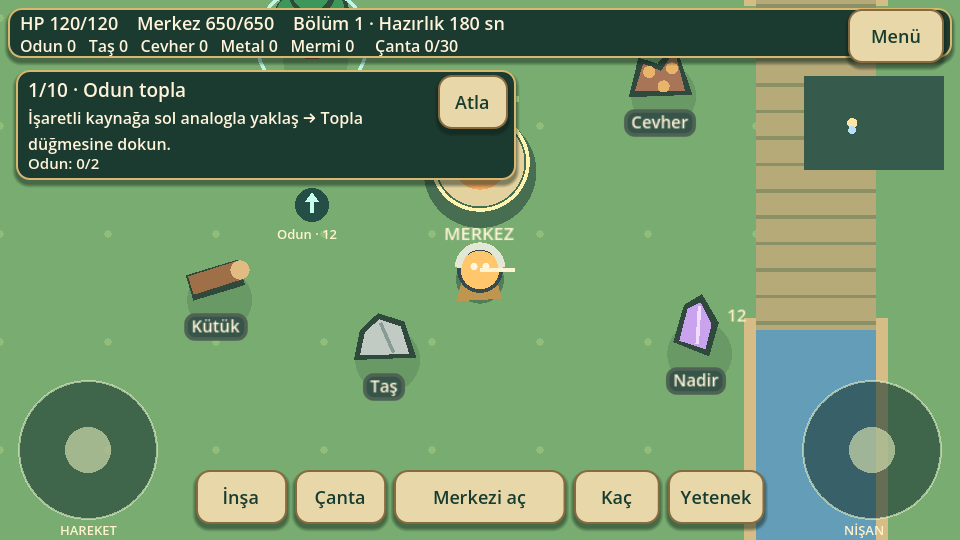 HP 120/120 Merkez 650/650 Bölüm 1 · Hazırlık 180 sn
Odun 0 Taş 0 Cevher 0 Metal 0 Mermi 0 Çanta 0/30
Menü
1/10 · Odun topla
İşaretli kaynağa sol analogla yaklaş → Topla
düğmesine dokun.
Odun: 0/2
Atla
Cevher
Odun · 12
MERKEZ
Kütük
12
Taş
Nadir
İnşa
Çanta
Merkezi aç
Kaç
Yetenek
HAREKET
NİŞAN